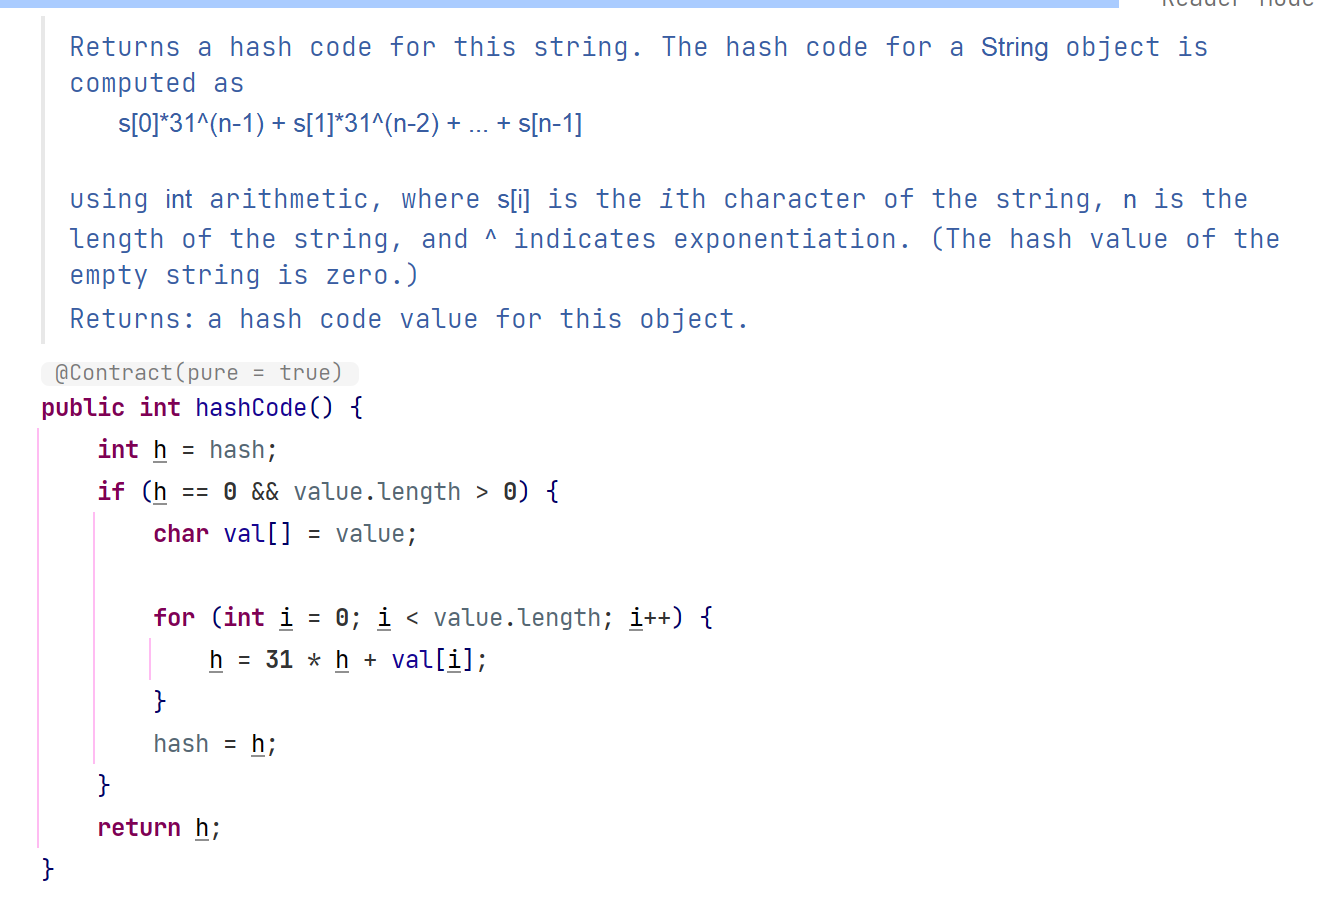 Reader Mode
Returns a hash code for this string. The hash code for a String object is
computed as
s[0]*31^(n-1) + s[1]*31^(n-2) + ... + s[n-1]
using int arithmetic, where s[i] is the ith character of the string, n is the
length of the string, and ^ indicates exponentiation. (The hash value of the
empty string is zero.)
Returns: a hash code value for this object.
@Contract(pure = true)
public int hashCode() {
    int h = hash;
    if (h == 0 && value.length > 0) {
        char val[] = value;
        for (int i = 0; i < value.length; i++) {
            h = 31 * h + val[i];
        }
        hash = h;
    }
    return h;
}